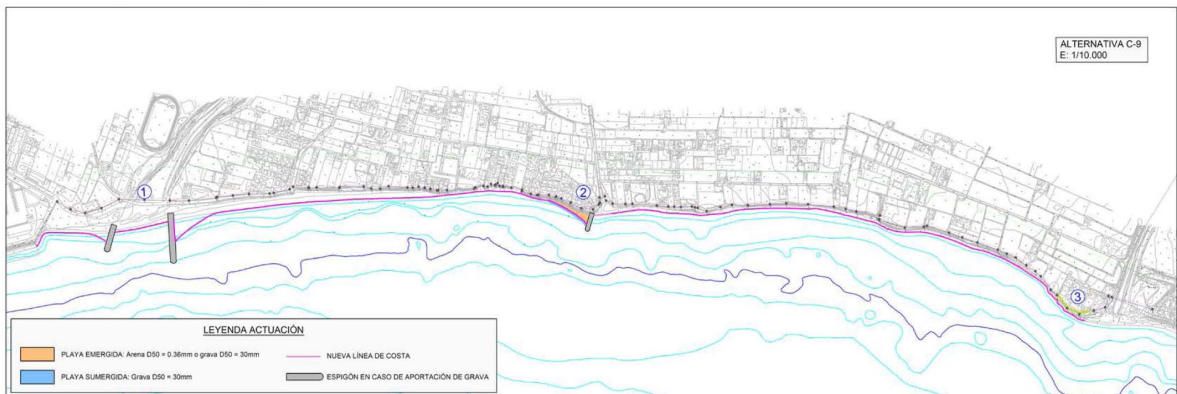 ALTERNATIVA C-9
E: 1/10.000
1
2
3
LEYENDA ACTUACIÓN
PLAYA EMERGIDA: Arena D50 = 0.36mm o grava D50 = 30mm
NUEVA LÍNEA DE COSTA
PLAYA SUMERGIDA: Grava D50 = 30mm
ESPIGÓN EN CASO DE APORTACIÓN DE GRAVA